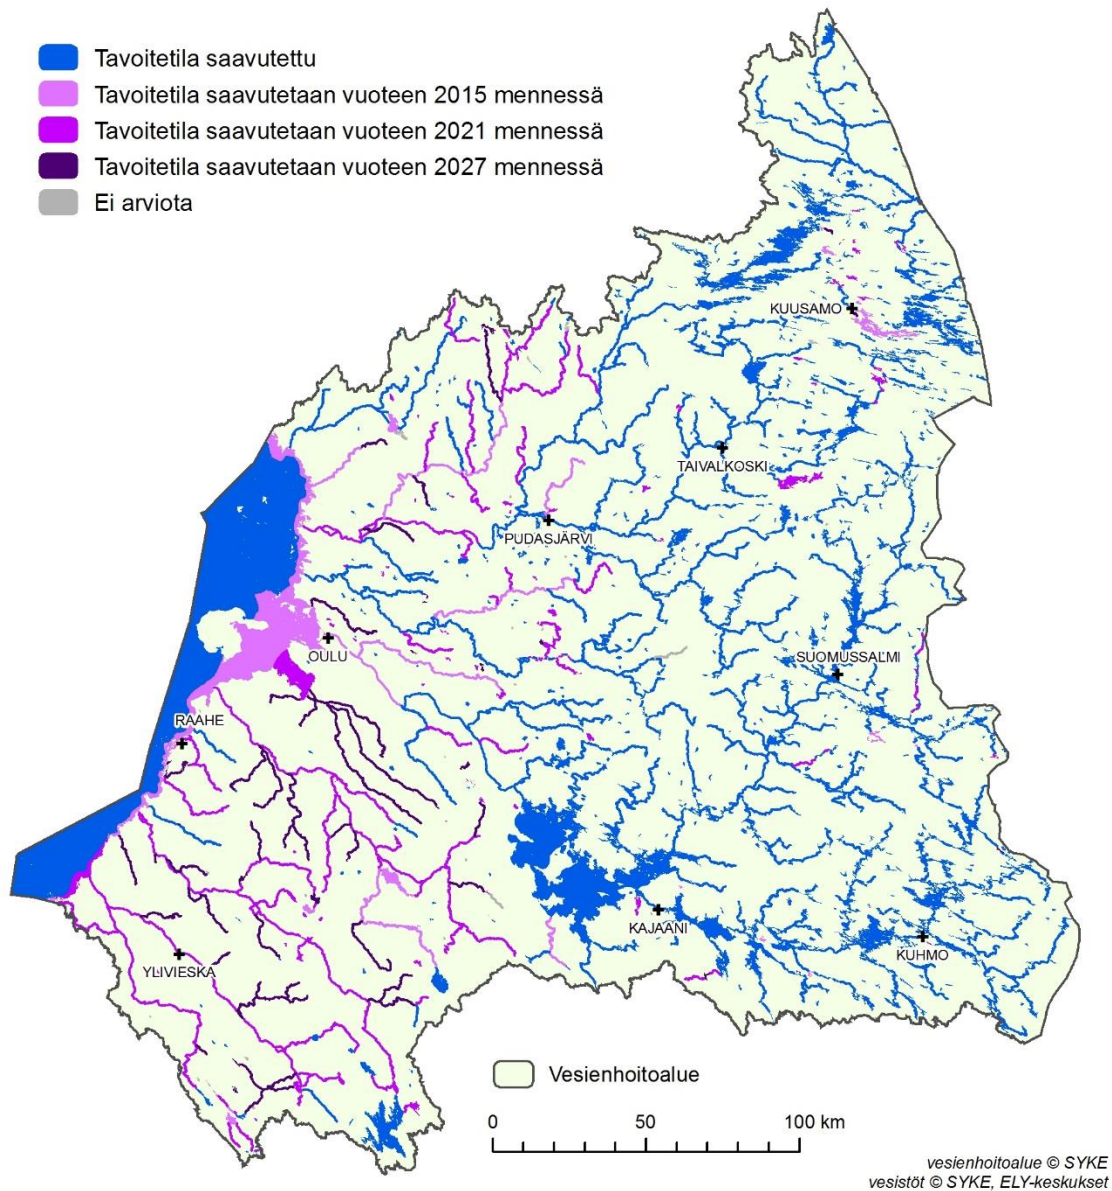 Tavoitetila saavutettu
Tavoitetila saavutetaan vuoteen 2015 mennessä
Tavoitetila saavutetaan vuoteen 2021 mennessä
Tavoitetila saavutetaan vuoteen 2027 mennessä
Ei arviota
KUUSAMO
TAIVALKOSKI
PUDASJÄRVI
OULU
SUOMUSSALMI
RAAHE
KAJAANI
KUHMO
YLIVIESKA
Vesienhoitoalue
0 50 100 km
vesienhoitoalue © SYKE
vesistöt © SYKE, ELY-keskukset